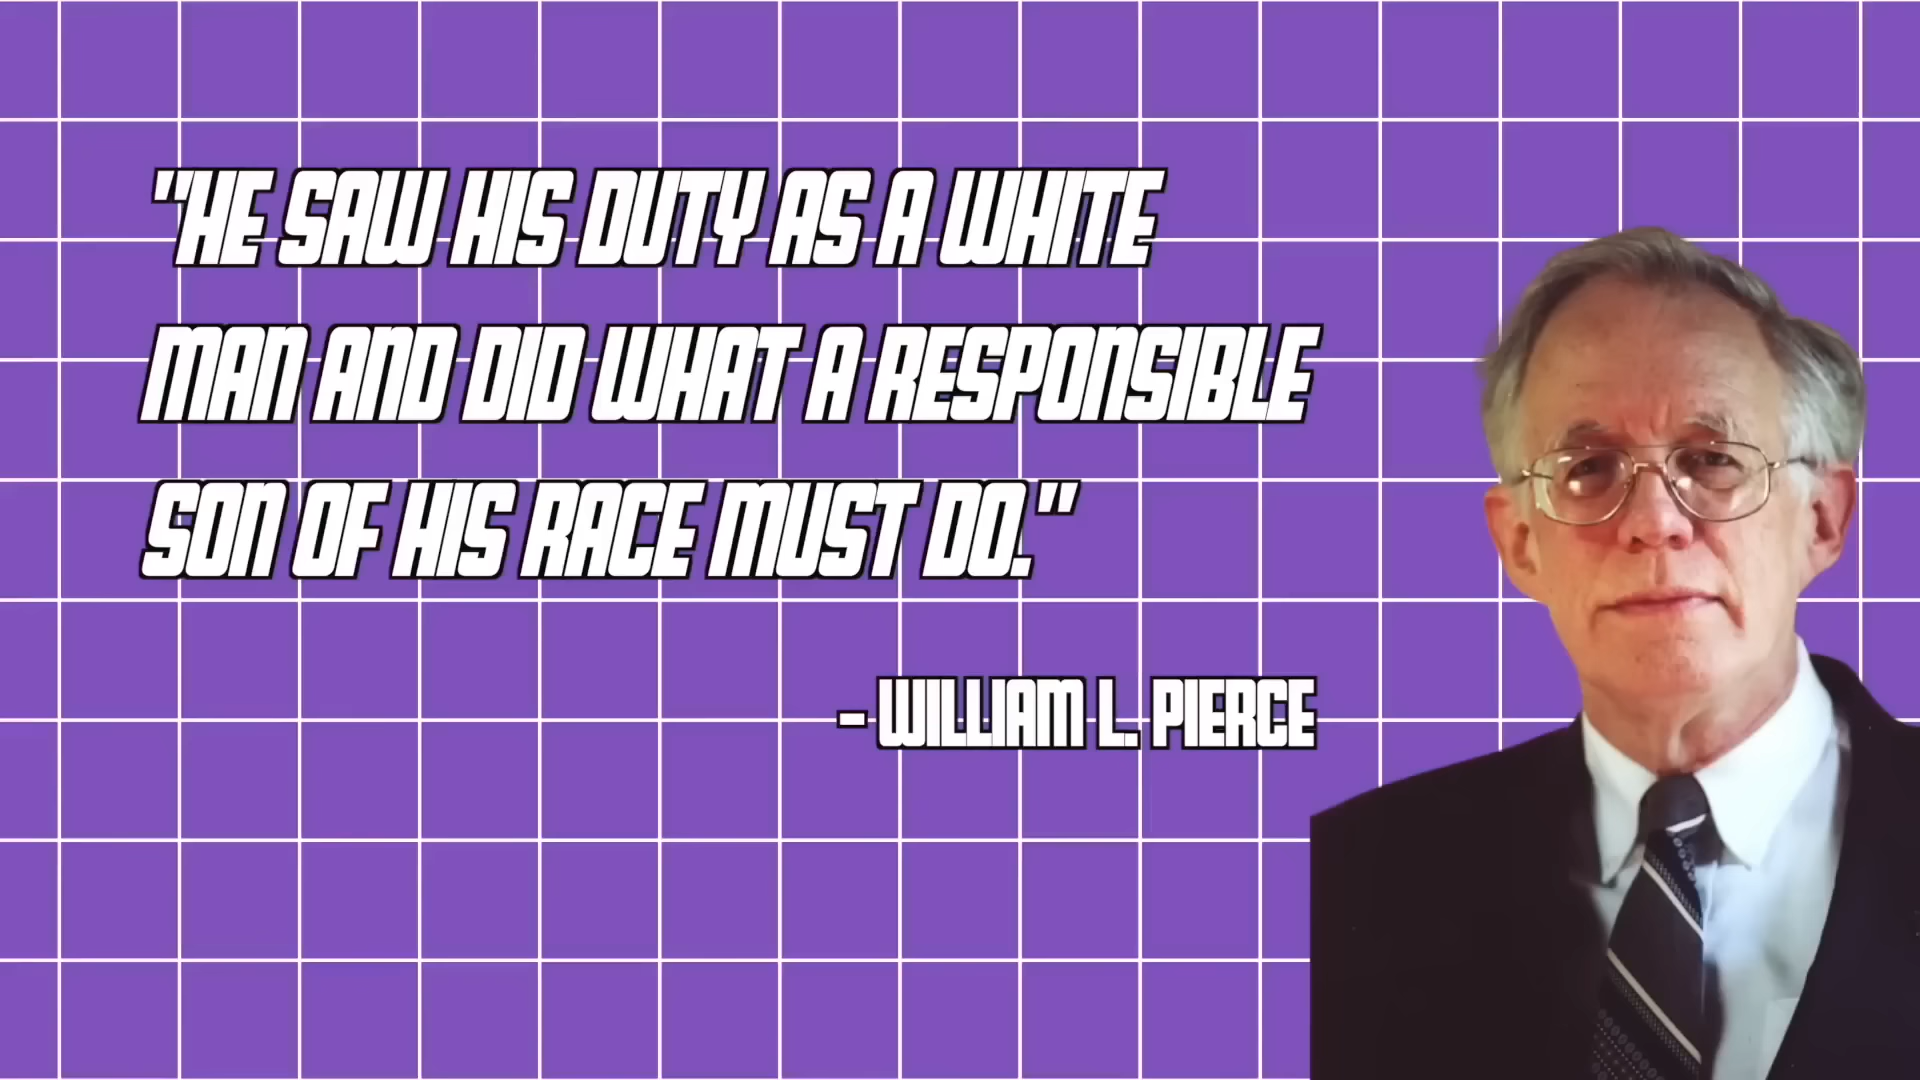 "HE SAW HIS DUTY AS A WHITE
MAN AND DID WHAT A RESPONSIBLE
SON OF HIS RACE MUST DO."
- WILLIAM L. PIERCE